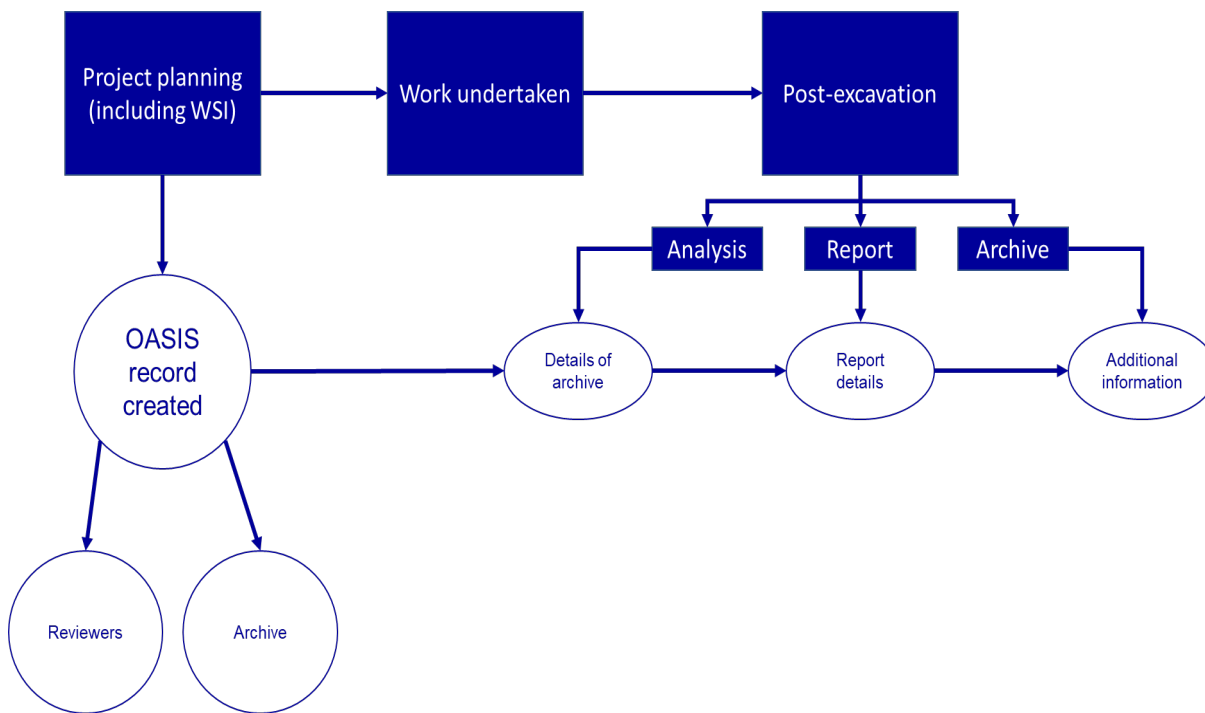 Project planning
(including WSI)
Work undertaken
Post-excavation
Analysis
Report
Archive
OASIS
record
created
Details of
archive
Report
details
Additional
information
Reviewers
Archive